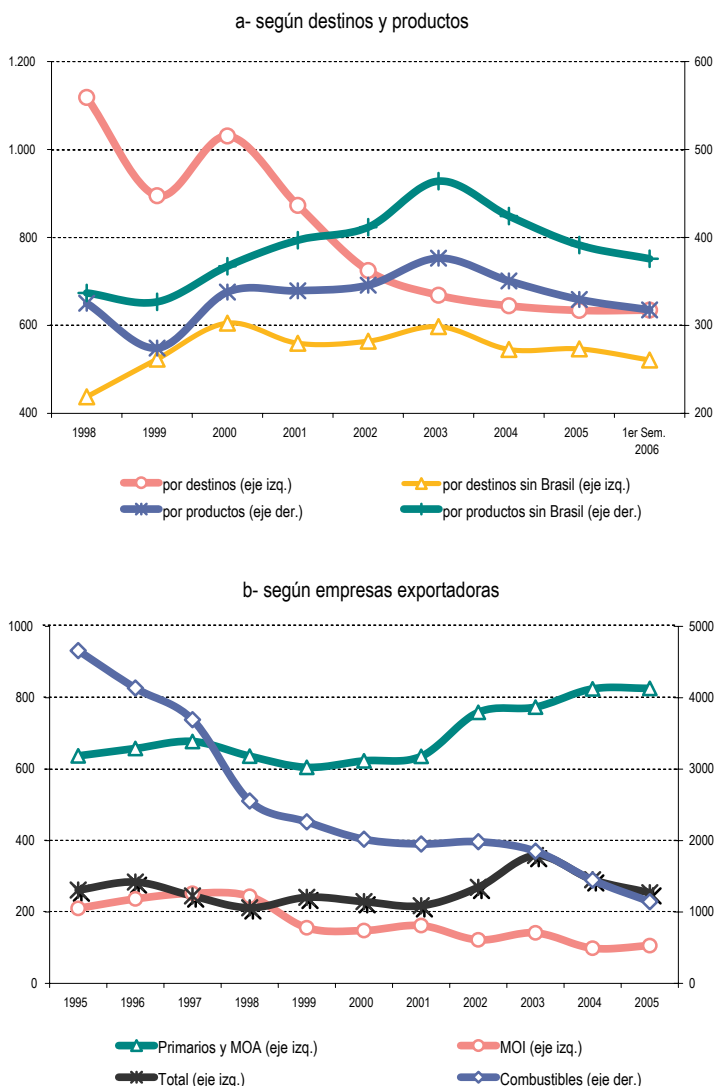 a- según destinos y productos
1.200 600
1.000 500
800 400
600 300
400 200
1998 1999 2000 2001 2002 2003 2004 2005 1er Sem.
2006
por destinos (eje izq.) por destinos sin Brasil (eje izq.)
por productos (eje der.) por productos sin Brasil (eje der.)
b- según empresas exportadoras
1000 5000
800 4000
600 3000
400 2000
200 1000
0 0
1995 1996 1997 1998 1999 2000 2001 2002 2003 2004 2005
Primarios y MOA (eje izq.) MOI (eje izq.)
Total (eje izq.) Combustibles (eje der.)